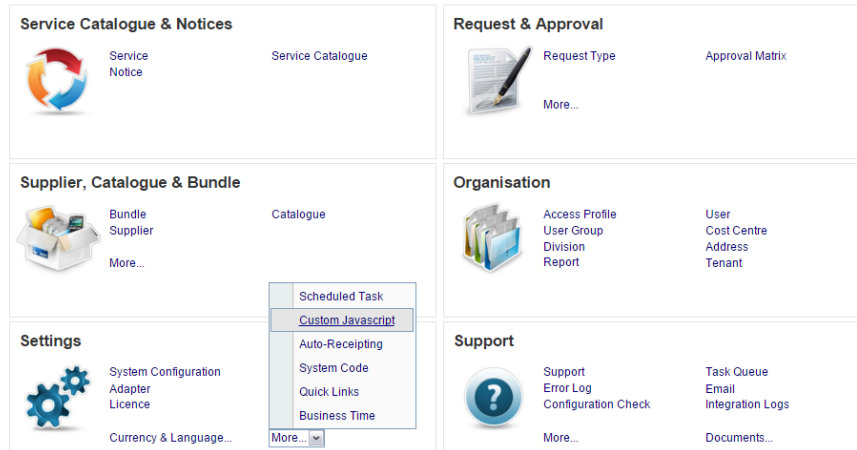 Service Catalogue & Notices
Service
Service Catalogue
Notice
Request & Approval
REQUEST
Request Type
Approval Matrix
More...
Supplier, Catalogue & Bundle
Bundle
Catalogue
Supplier
More...
Organisation
Access Profile
User
User Group
Cost Centre
Division
Address
Report
Tenant
Settings
System Configuration
Adapter
Licence
Currency & Language...
More...
Scheduled Task
Custom Javascript
Auto-Receipting
System Code
Quick Links
Business Time
Support
Support
Task Queue
Error Log
Email
Configuration Check
Integration Logs
More...
Documents...